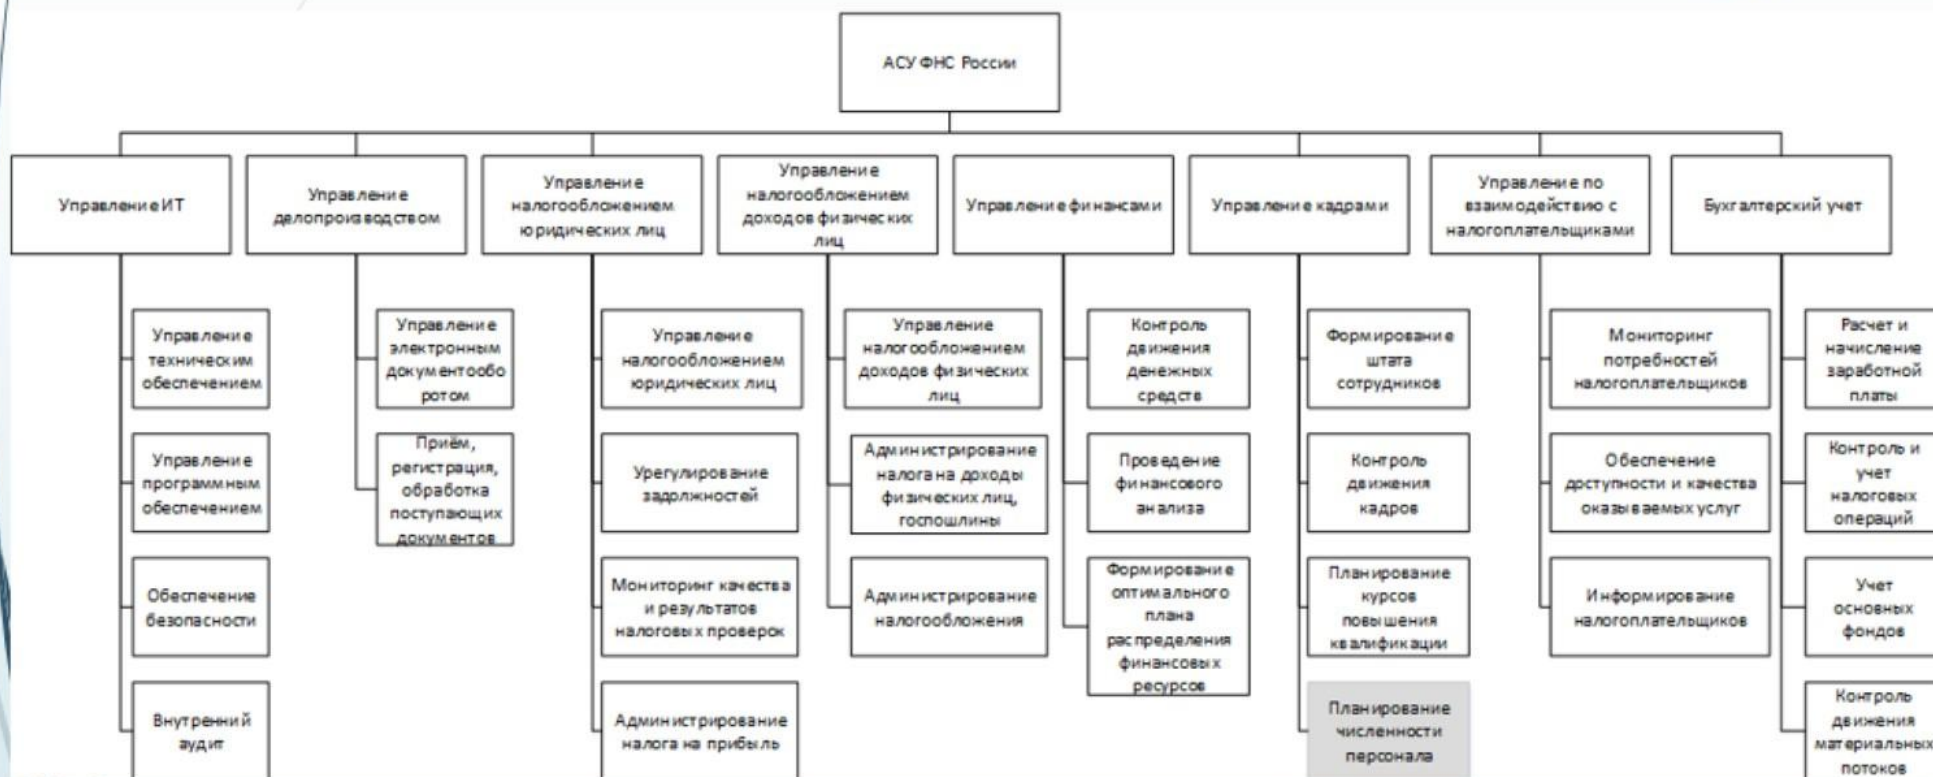 АСУ ФНС России
Управление ИТ
Управление
делопроизводством
Управление
налогообложением
юридических лиц
Управление
налогообложением
доходов физических
лиц
Управление финансами
Управление кадрами
Управление по
взаимодействию с
налогоплательщиками
Бухгалтерский учет
Управление
техническим
обеспечением
Управление
программным
обеспечением
Обеспечение
безопасности
Внутренний
аудит
Управление
электронным
документообо
ротом
Приём,
регистрация,
обработка
поступающих
документов
Управление
налогообложением
юридических лиц
Урегулирование
задрлжностей
Мониторинг качества
и результатов
налоговых проверок
Администрирование
налога на прибыль
Управление
налогообложением
доходов физических
лиц
Администрирование
налога на доходы
физических лиц,
госпошлины
Администрирование
налогообложения
Контроль
движения
денежных
средств
Проведение
финансового
анализа
Формирование
оптимального
плана
распределения
финансовых
ресурсов
Формирование
штата
сотрудников
Контроль
движения
кадров
Планирование
курсов
повышения
квалификации
Планирование
численности
персонала
Мониторинг
потребностей
налогоплательщиков
Обеспечение
доступности и качества
оказываемых услуг
Информирование
налогоплательщиков
Расчет и
начисление
заработной
платы
Контроль и
учет
налоговых
операций
Учет
основных
фондов
Контроль
движения
материальных
потоков